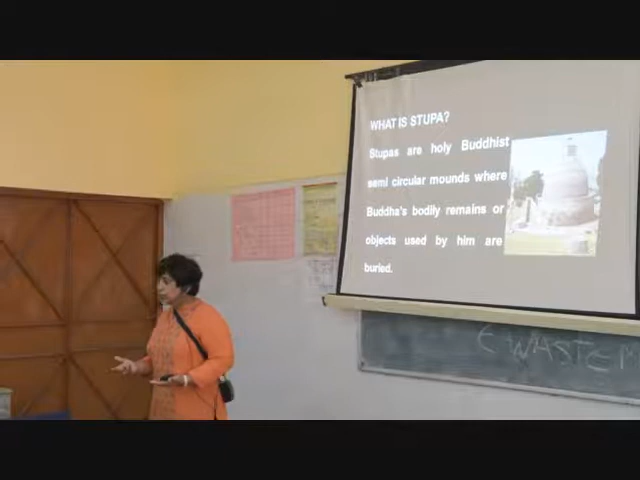 WHAT IS STUPA?
Stupas are holy Buddhist
semi circular mounds where
Buddha's bodily remains or
objects used by him are
buried.
E WASTE